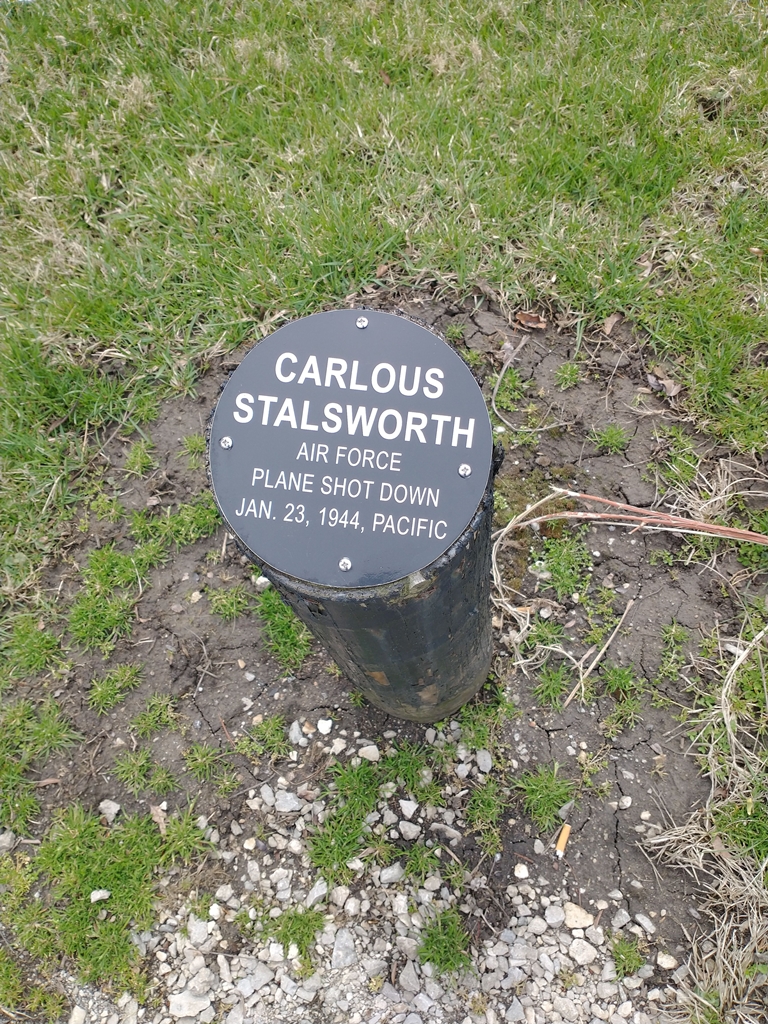 CARLOUS
STALSWORTH
AIR FORCE
PLANE SHOT DOWN
JAN. 23, 1944, PACIFIC